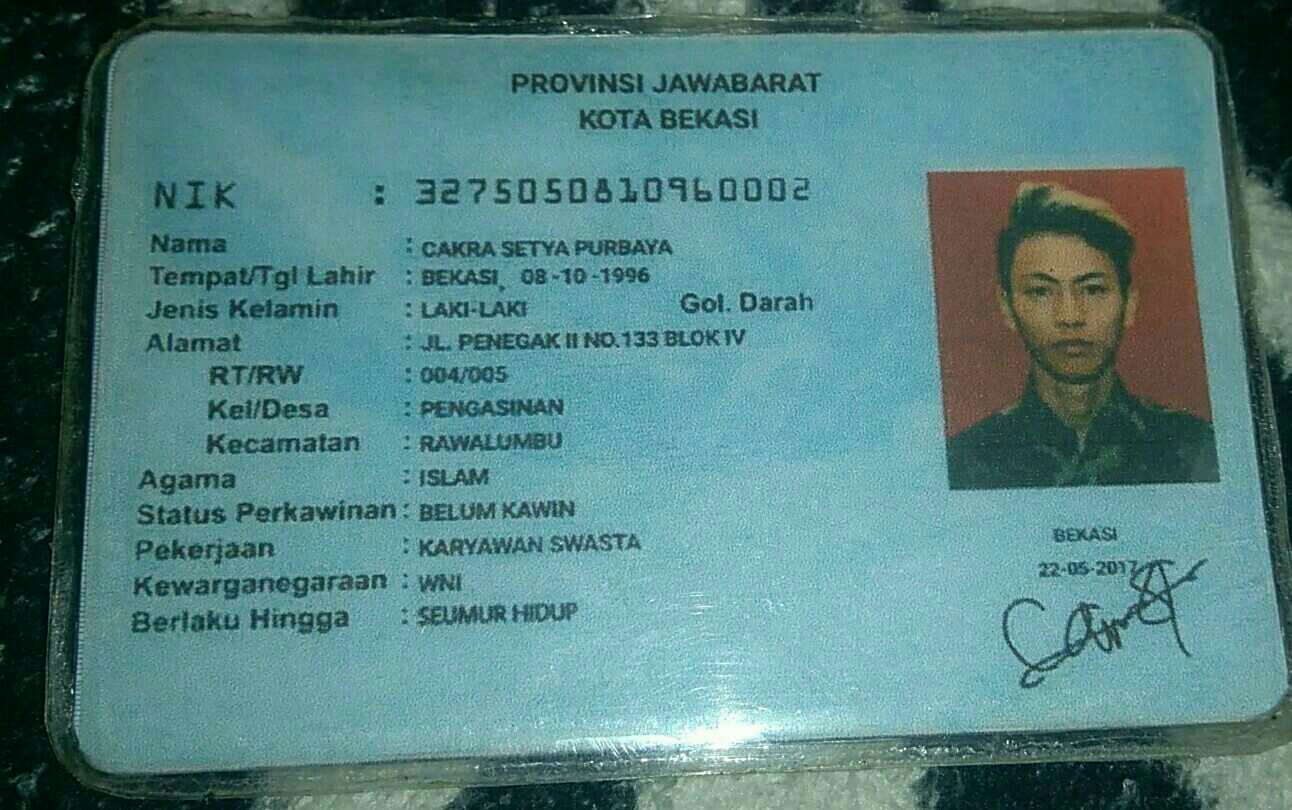 PROVINSI JAWABARAT
KOTA BEKASI
NIK : 3275050810960002
Nama : CAKRA SETYA PURBAYA
Tempat/Tgl Lahir : BEKASI, 08-10-1996
Jenis Kelamin : LAKI-LAKI Gol. Darah
Alamat : JL. PENEGAK II NO.133 BLOK IV
RT/RW : 004/005
Kel/Desa : PENGASINAN
Kecamatan : RAWALUMBU
Agama : ISLAM
Status Perkawinan : BELUM KAWIN
Pekerjaan : KARYAWAN SWASTA
Kewarganegaraan : WNI
Berlaku Hingga : SEUMUR HIDUP
BEKASI
22-05-2017